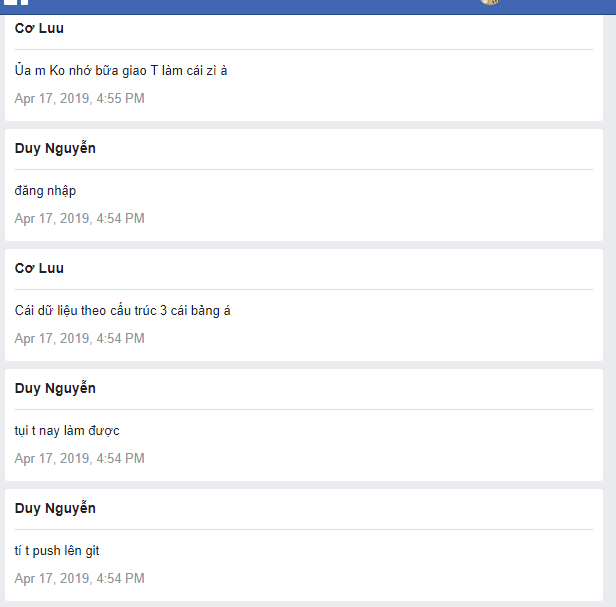 Cơ Luu
Ủa m Ko nhớ bữa giao T làm cái zì à
Apr 17, 2019, 4:55 PM
Duy Nguyễn
đăng nhập
Apr 17, 2019, 4:54 PM
Cơ Luu
Cái dữ liệu theo cấu trúc 3 cái bảng á
Apr 17, 2019, 4:54 PM
Duy Nguyễn
tụi t nay làm được
Apr 17, 2019, 4:54 PM
Duy Nguyễn
tí t push lên git
Apr 17, 2019, 4:54 PM